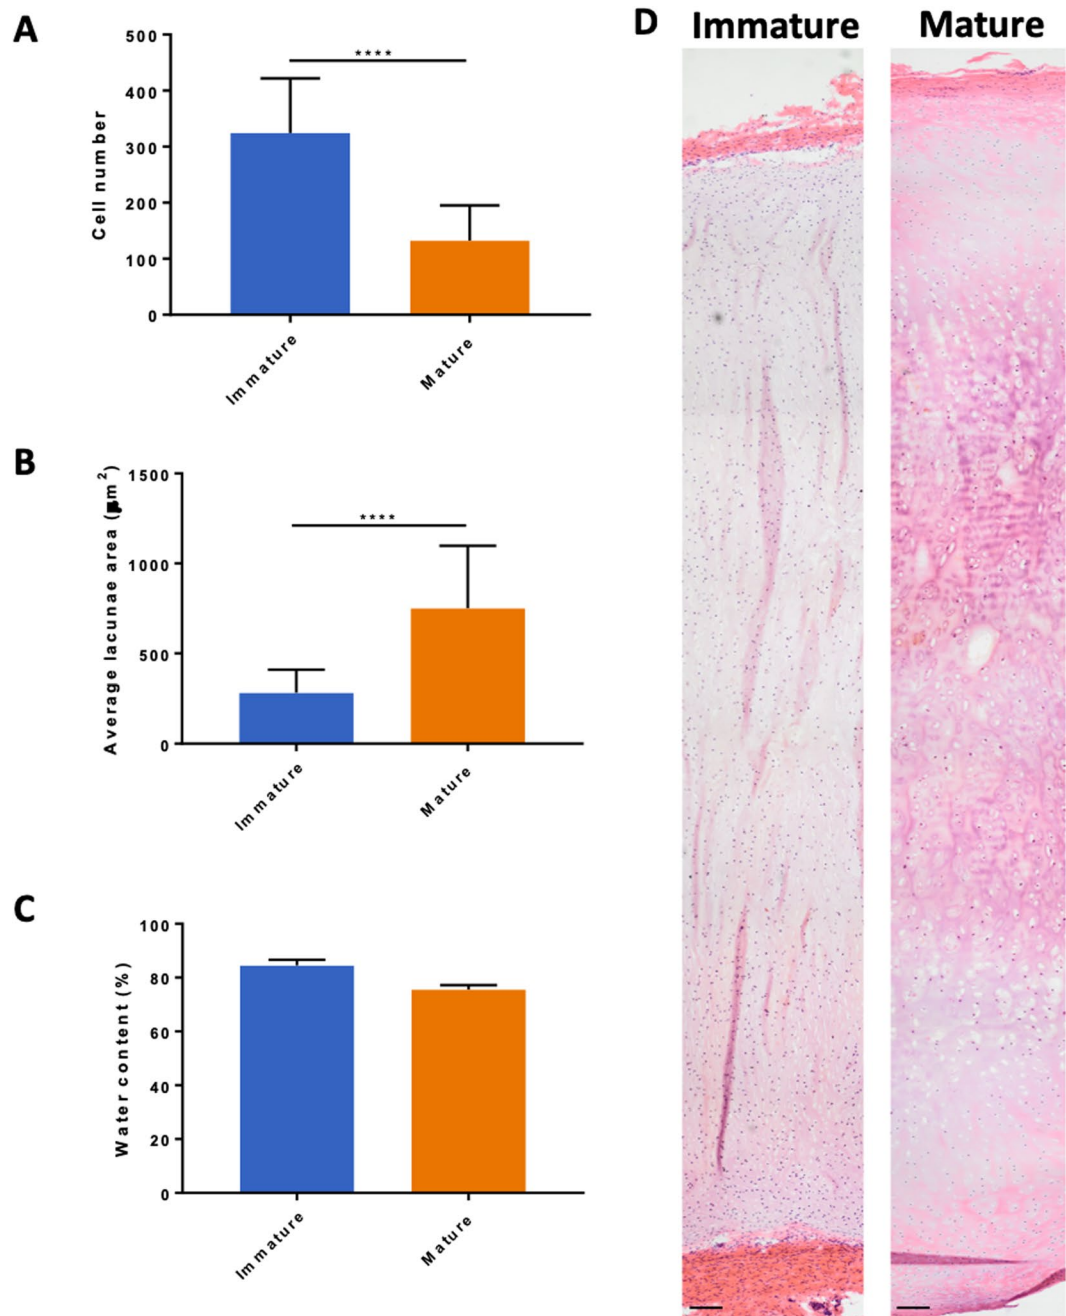 A
500
400
300
200
100
0
Cell number
****
Immature
Mature
B
1500
1000
500
0
Average lacunae area (µm²)
****
Immature
Mature
C
100
80
60
40
20
0
Water content (%)
Immature
Mature
D
Immature
Mature